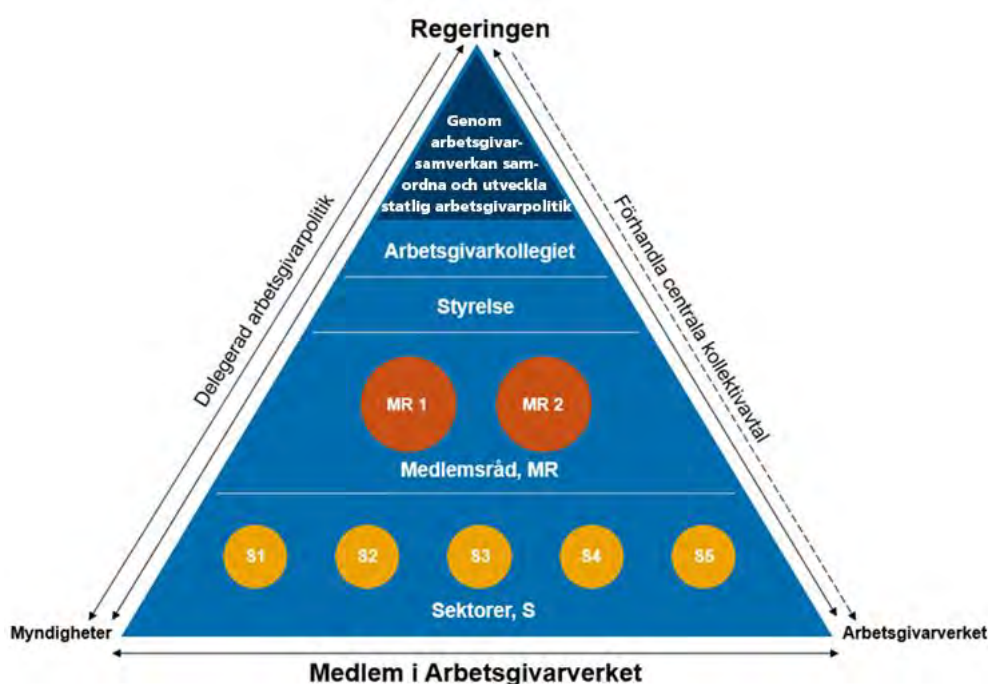 Regeringen
Genom
arbetsgivar-
samverkan sam-
ordna och utveckla
statlig arbetsgivarpolitik
Delegerad arbetsgivarpolitik
Förhandla centrala kollektivavtal
Arbetsgivarkollegiet
Styrelse
MR 1
MR 2
Medlemsråd, MR
S1
S2
S3
S4
S5
Sektorer, S
Myndigheter
Arbetsgivarverket
Medlem i Arbetsgivarverket